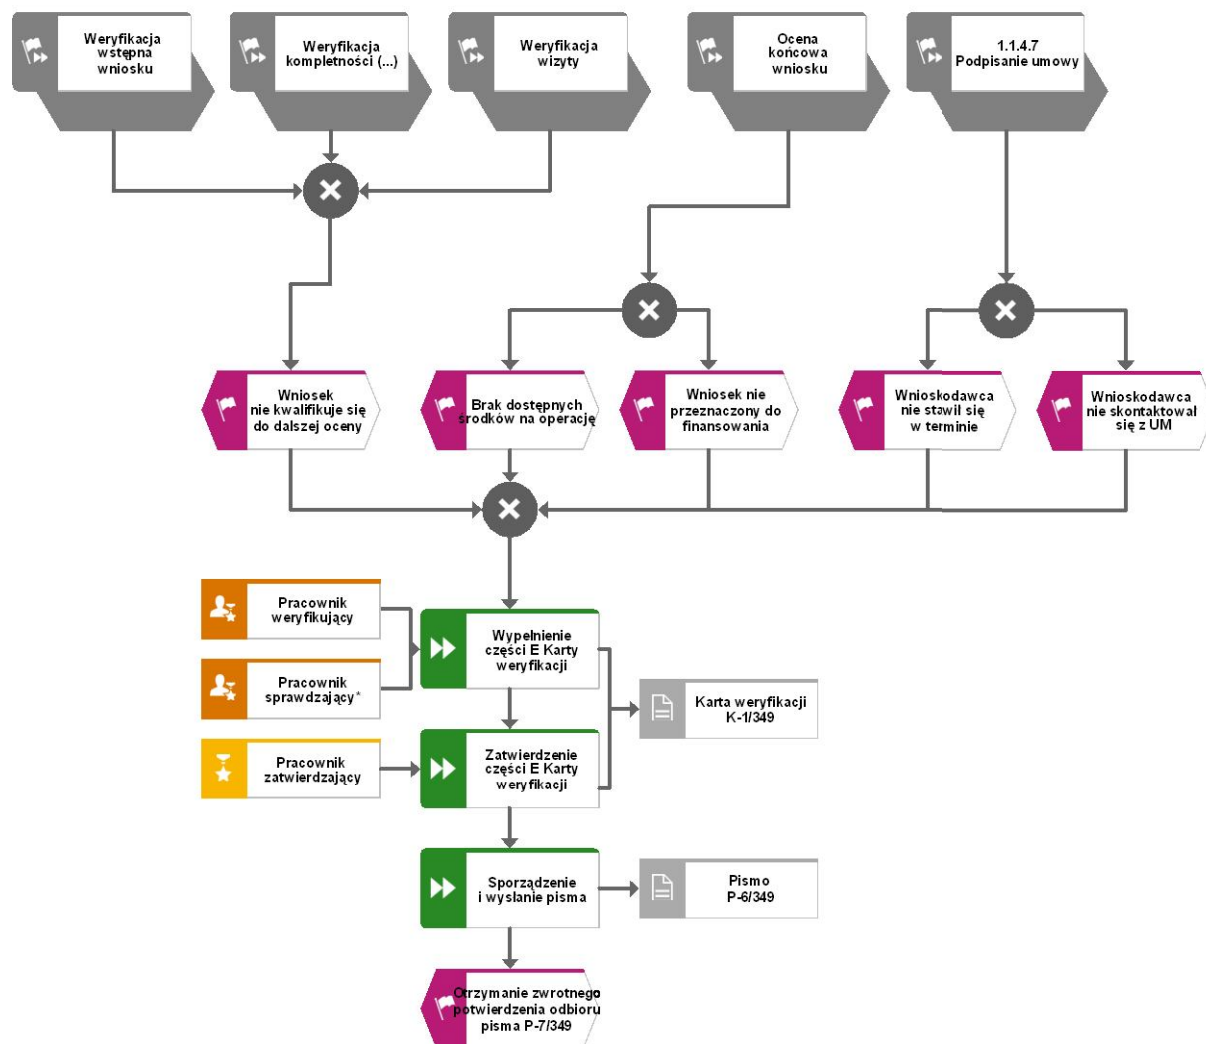 Weryfikacja
wstępna
wniosku
Weryfikacja
kompletności (...)
Weryfikacja
wizyty
Ocena
końcowa
wniosku
1.1.4.7
Podpisanie umowy
Wniosek
nie kwalifikuje się
do dalszej oceny
Brak dostępnych
środków na operację
Wniosek nie
przeznaczony do
finansowania
Wnioskodawca
nie stawił się
w terminie
Wnioskodawca
nie skontaktował
się z UM
Pracownik
weryfikujący
Pracownik
sprawdzający*
Pracownik
zatwierdzający
Wypełnienie
części E Karty
weryfikacji
Zatwierdzenie
części E Karty
weryfikacji
Karta weryfikacji
K-1/349
Sporządzenie
i wysłanie pisma
Pismo
P-6/349
Otrzymanie zwrotnego
potwierdzenia odbioru
pisma P-7/349